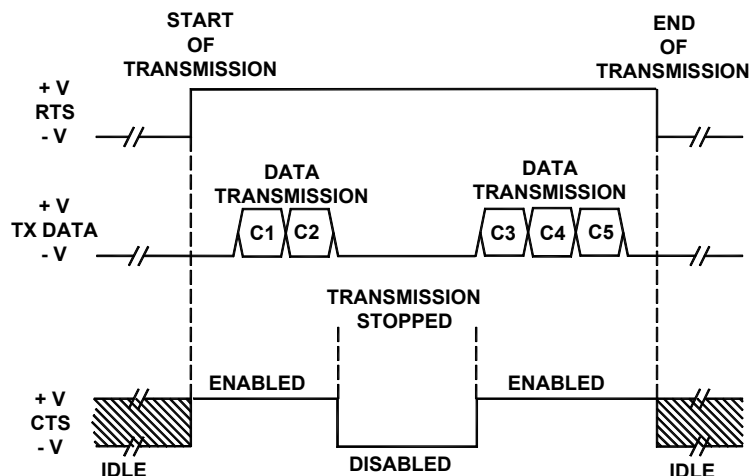 START
OF
TRANSMISSION
END
OF
TRANSMISSION
+ V
RTS
- V
DATA
TRANSMISSION
DATA
TRANSMISSION
+ V
TX DATA
- V
C1 C2 C3 C4 C5
TRANSMISSION
STOPPED
ENABLED ENABLED
+ V
CTS
- V
IDLE DISABLED IDLE